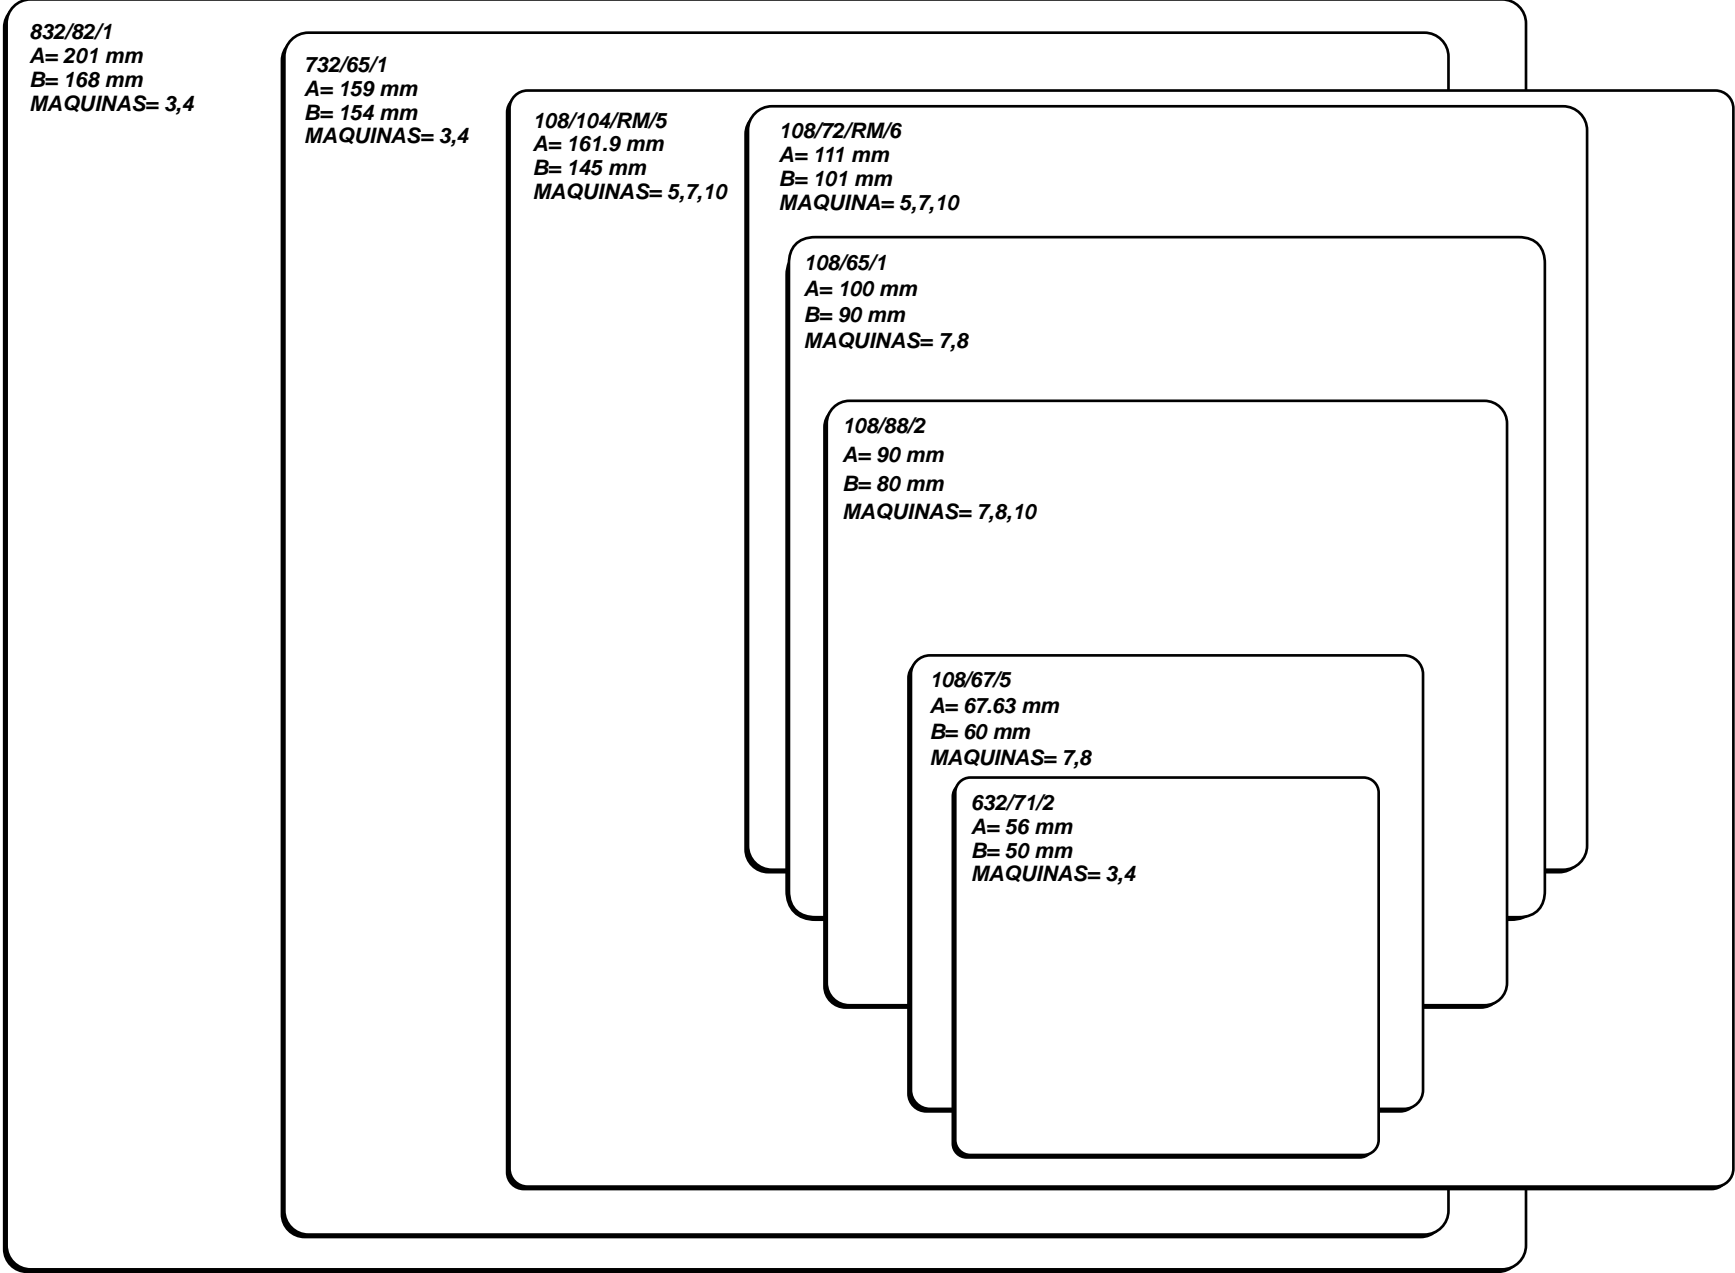 832/82/1
A= 201 mm
B= 168 mm
MAQUINAS= 3,4
732/65/1
A= 159 mm
B= 154 mm
MAQUINAS= 3,4
108/104/RM/5
A= 161.9 mm
B= 145 mm
MAQUINAS= 5,7,10
108/72/RM/6
A= 111 mm
B= 101 mm
MAQUINA= 5,7,10
108/65/1
A= 100 mm
B= 90 mm
MAQUINAS= 7,8
108/88/2
A= 90 mm
B= 80 mm
MAQUINAS= 7,8,10
108/67/5
A= 67.63 mm
B= 60 mm
MAQUINAS= 7,8
632/71/2
A= 56 mm
B= 50 mm
MAQUINAS= 3,4